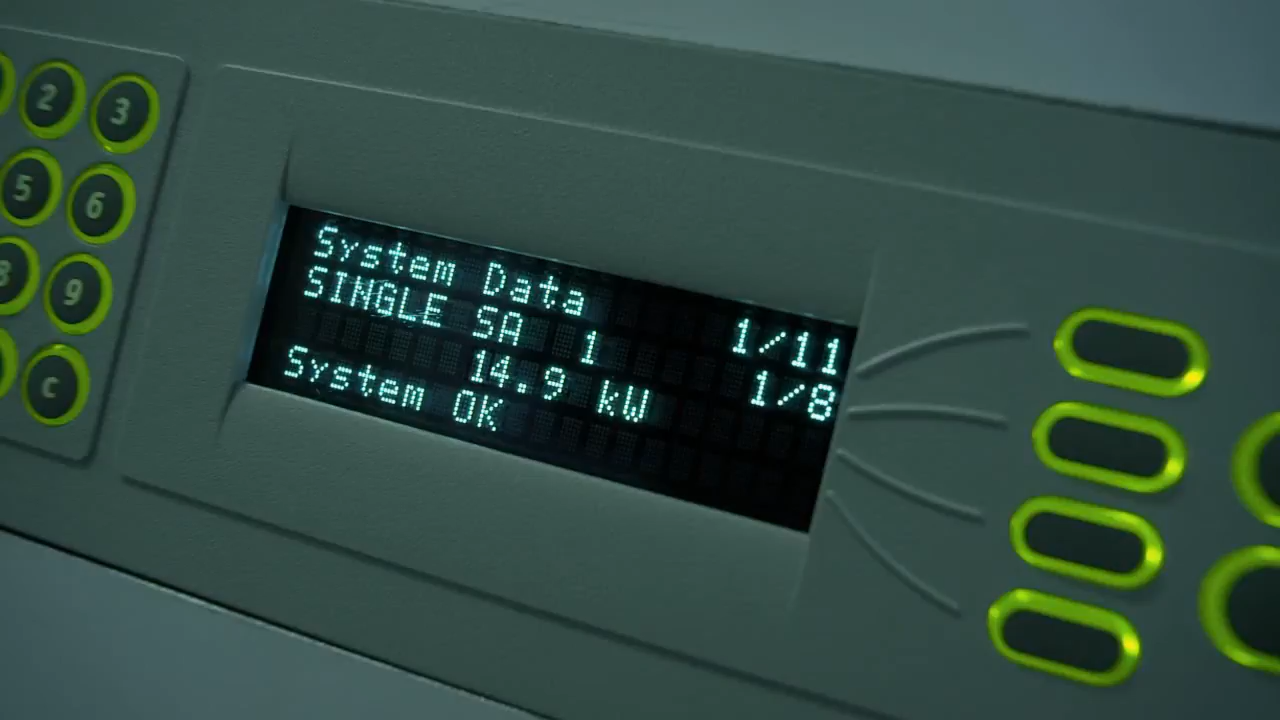 2 3
5 6
8 9
C
System Data 1/11
SINGLE SA 1 1/8
14.9 kW
System OK